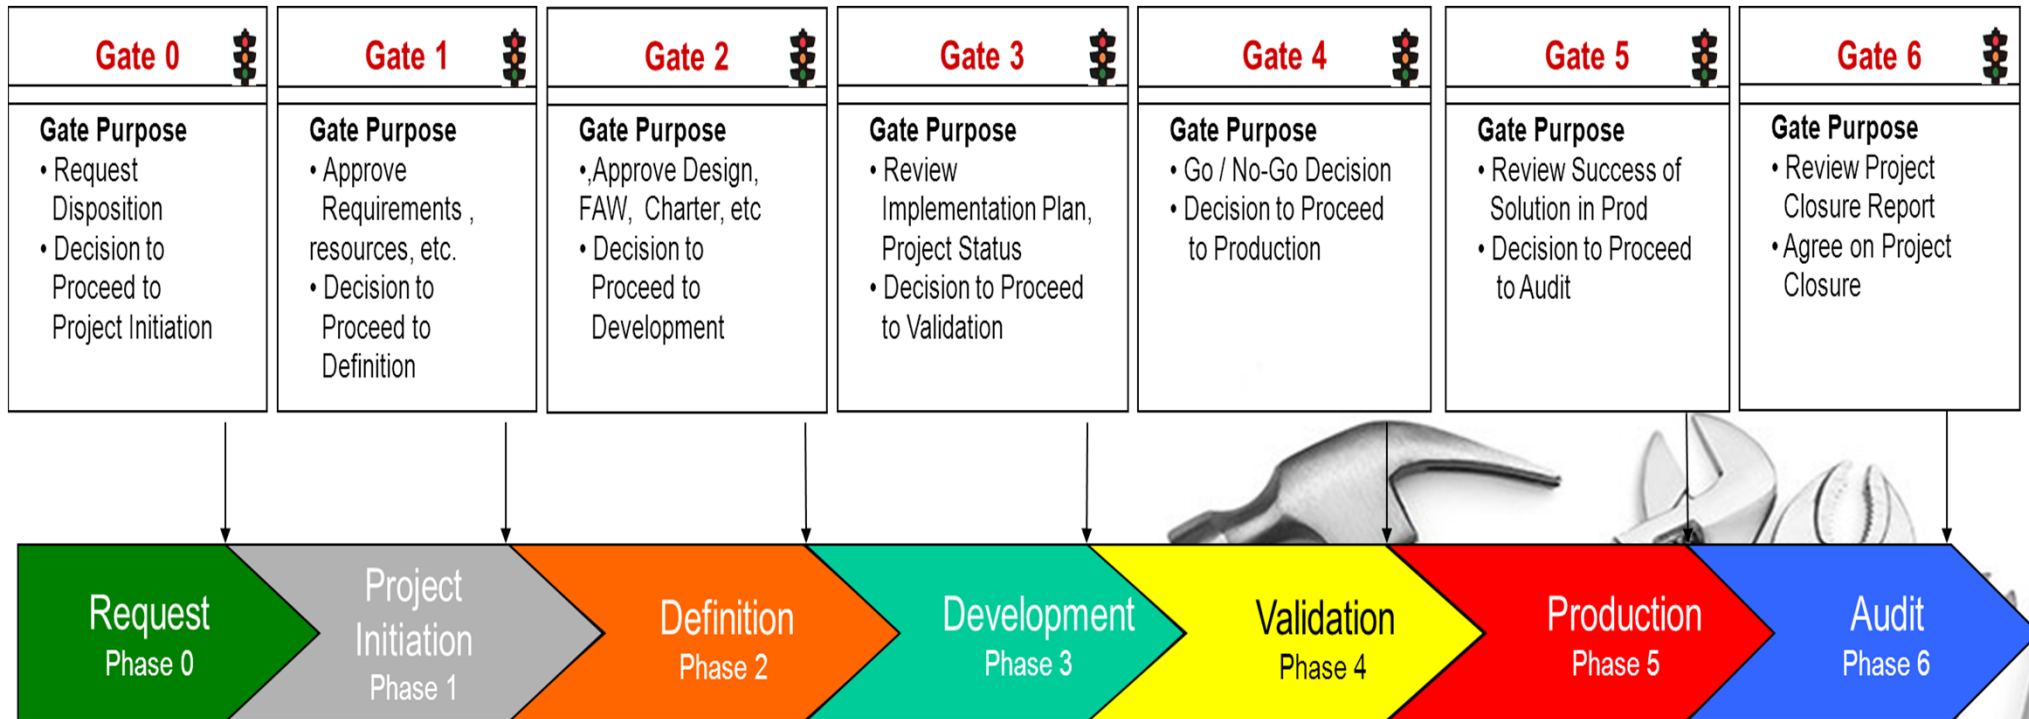 Gate 0
Gate Purpose
• Request
Disposition
• Decision to
Proceed to
Project Initiation
Gate 1
Gate Purpose
• Approve
Requirements ,
resources, etc.
• Decision to
Proceed to
Definition
Gate 2
Gate Purpose
•,Approve Design,
FAW, Charter, etc
• Decision to
Proceed to
Development
Gate 3
Gate Purpose
• Review
Implementation Plan,
Project Status
• Decision to Proceed
to Validation
Gate 4
Gate Purpose
• Go / No-Go Decision
• Decision to Proceed
to Production
Gate 5
Gate Purpose
• Review Success of
Solution in Prod
• Decision to Proceed
to Audit
Gate 6
Gate Purpose
• Review Project
Closure Report
• Agree on Project
Closure
Request
Phase 0
Project
Initiation
Phase 1
Definition
Phase 2
Development
Phase 3
Validation
Phase 4
Production
Phase 5
Audit
Phase 6